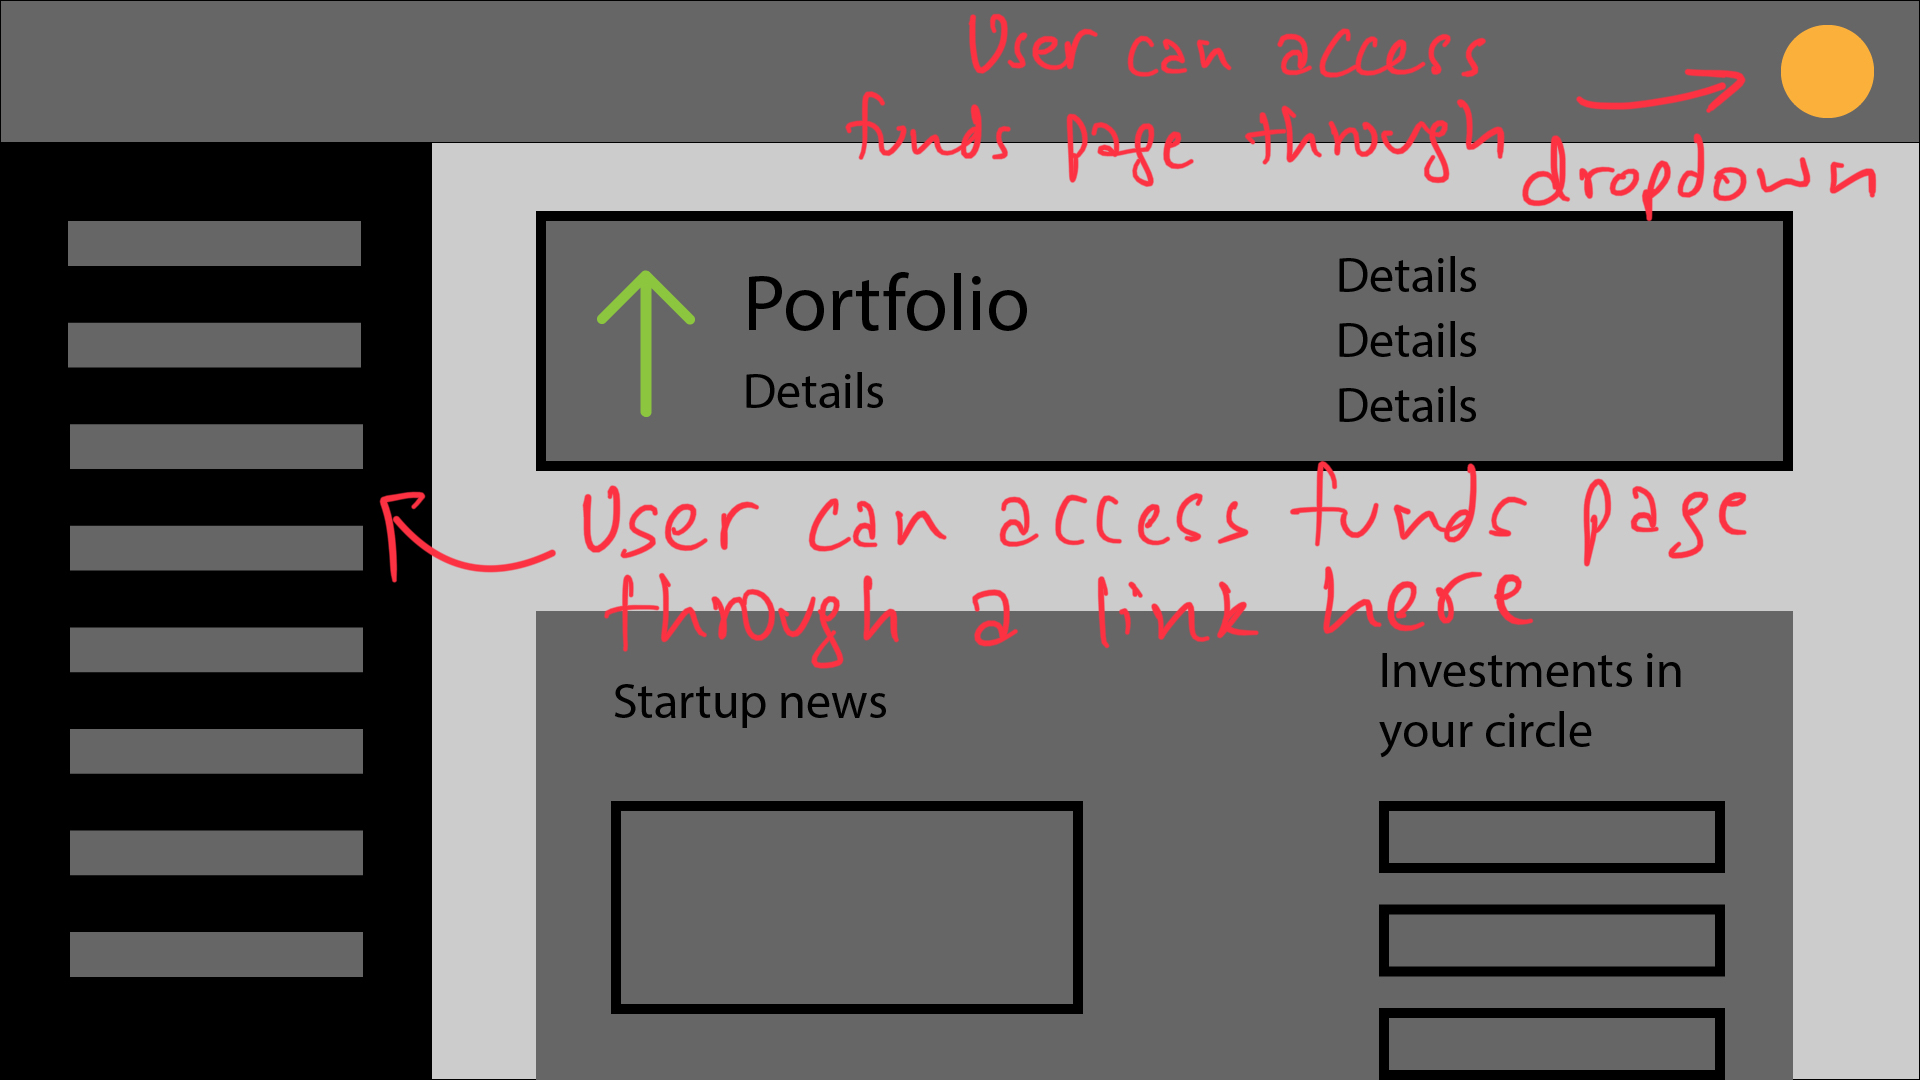 User can access
funds page through
dropdown
Portfolio
Details
Details
Details
Details
User can access funds page
through a link here
Startup news
Investments in
your circle